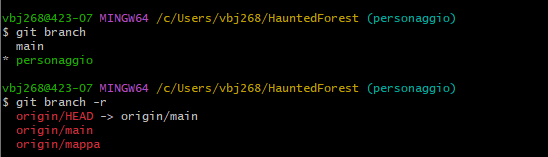 vbj268@423-07 MINGW64 /c/Users/vbj268/HauntedForest (personaggio)
$ git branch
  main
* personaggio

vbj268@423-07 MINGW64 /c/Users/vbj268/HauntedForest (personaggio)
$ git branch -r
  origin/HEAD -> origin/main
  origin/main
  origin/mappa